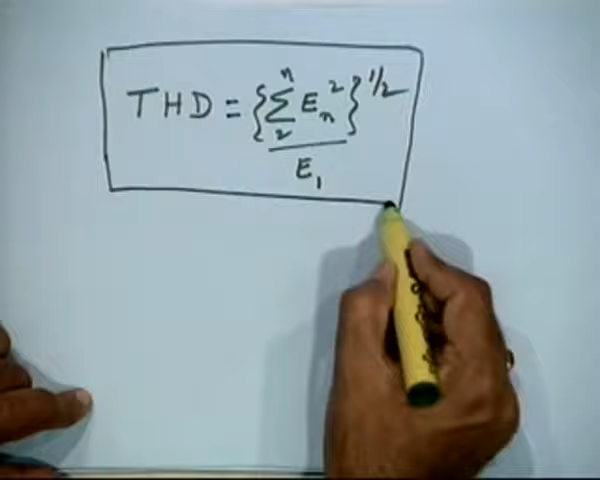 THD = {∑₂ⁿ Eₙ²}^1/2 / E₁